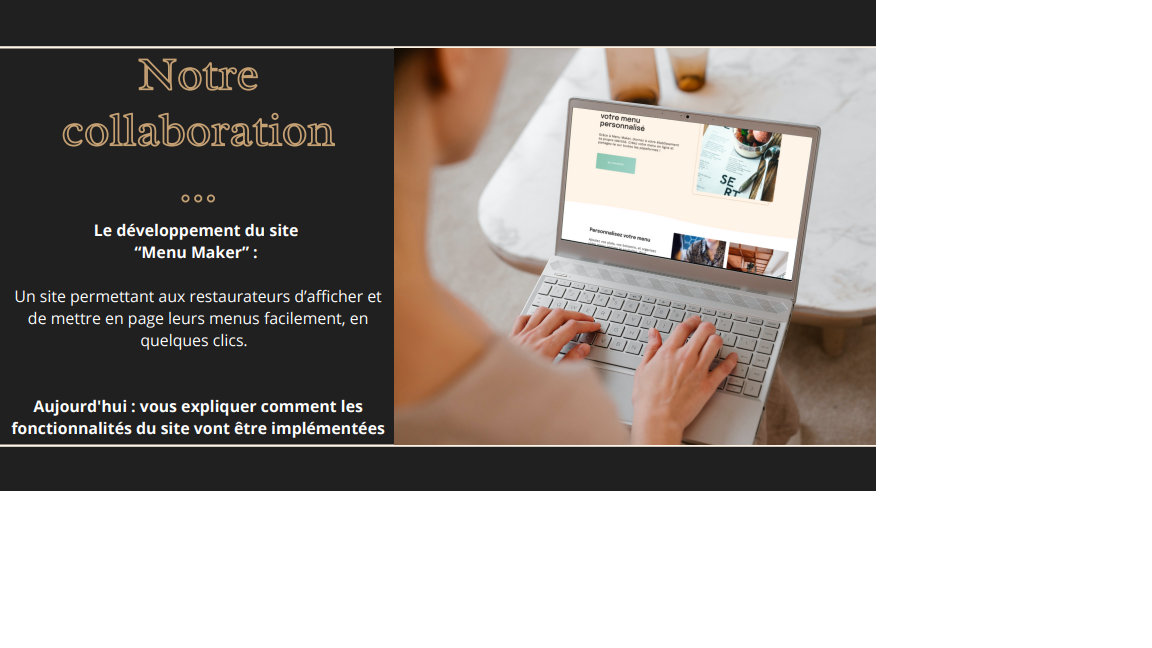 Notre
collaboration
Le développement du site
“Menu Maker” :
Un site permettant aux restaurateurs d’afficher et
de mettre en page leurs menus facilement, en
quelques clics.
Aujourd'hui : vous expliquer comment les
fonctionnalités du site vont être implémentées
votre menu
personnalisé
Personnalisez votre menu
SE
RT